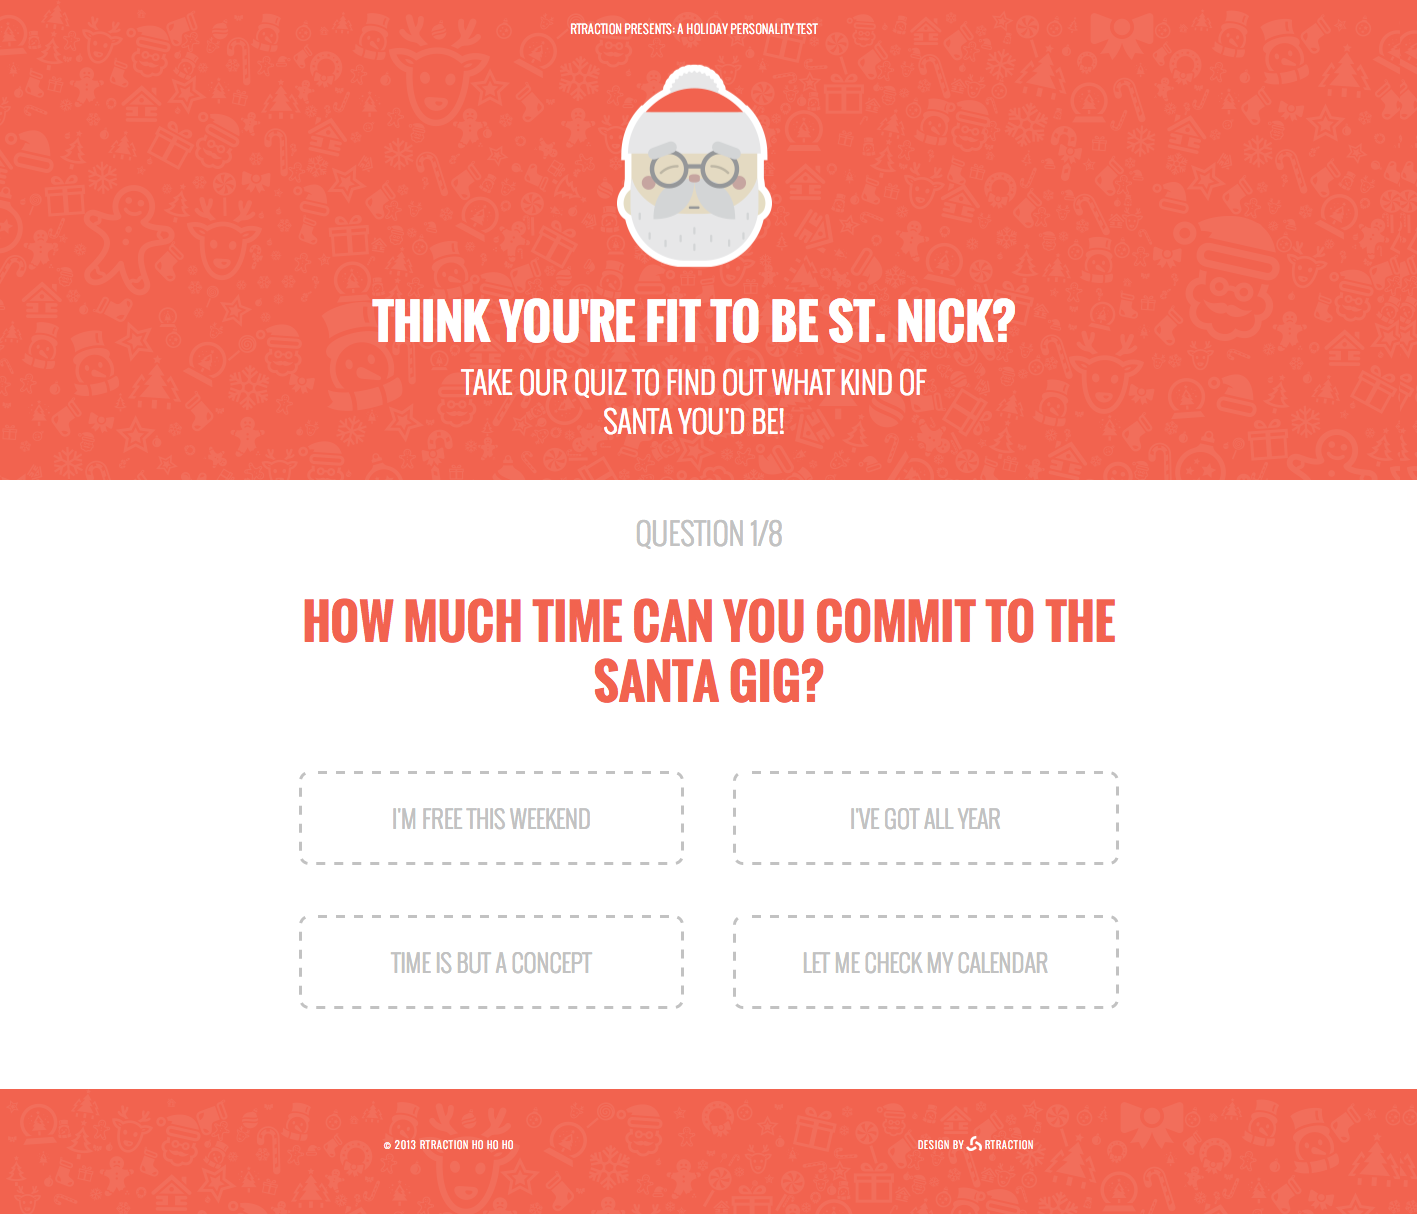 RTRACTION PRESENTS: A HOLIDAY PERSONALITY TEST
THINK YOU'RE FIT TO BE ST. NICK?
TAKE OUR QUIZ TO FIND OUT WHAT KIND OF
SANTA YOU'D BE!
QUESTION 1/8
HOW MUCH TIME CAN YOU COMMIT TO THE
SANTA GIG?
I'M FREE THIS WEEKEND
I'VE GOT ALL YEAR
TIME IS BUT A CONCEPT
LET ME CHECK MY CALENDAR
© 2013 RTRACTION HO HO HO
DESIGN BY RTRACTION